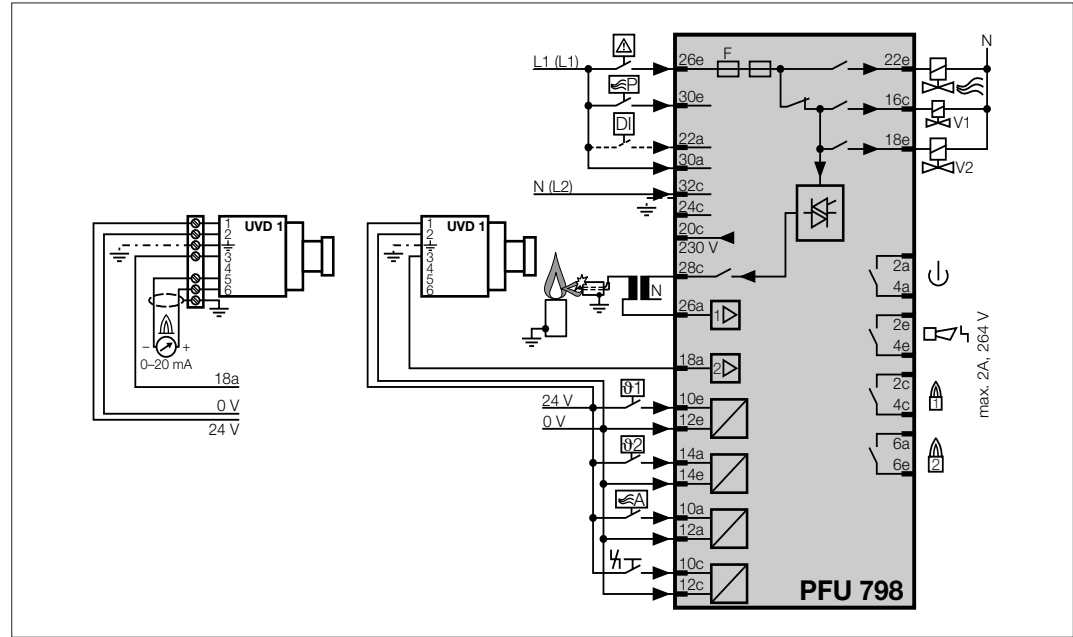 L1 (L1)
P
DI
N (L2)
26e
30e
22a
30a
32c
24c
20c
230 V
28c
26a
18a
10e
12e
14a
14e
10a
12a
10c
12c
F
22e
16c
18e
N
V1
V2
2a
4a
2e
4e
2c
4c
6a
6e
1
2
max. 2A, 264 V
1
2
N
ϑ1
ϑ2
A
24 V
0 V
PFU 798
UVD 1
1
2
3
4
5
6
– +
0–20 mA
18a
0 V
24 V
UVD 1
1
2
3
4
5
6